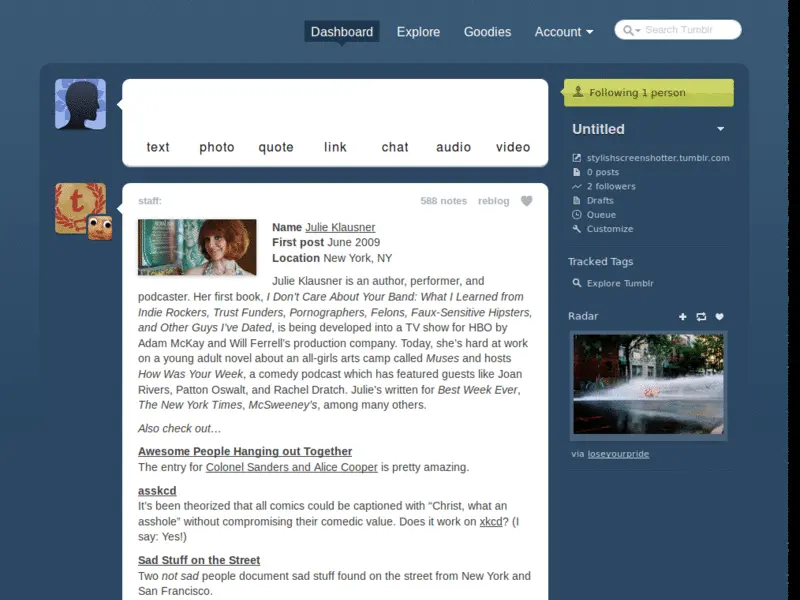 Dashboard Explore Goodies Account Search Tumblr
text photo quote link chat audio video
Following 1 person
Untitled
stylishscreenshotter.tumblr.com
0 posts
2 followers
Drafts
Queue
Customize
Tracked Tags
Explore Tumblr
Radar
via loseyourpride
staff: 588 notes reblog
Name Julie Klausner
First post June 2009
Location New York, NY
Julie Klausner is an author, performer, and
podcaster. Her first book, I Don't Care About Your Band: What I Learned from
Indie Rockers, Trust Funders, Pornographers, Felons, Faux-Sensitive Hipsters,
and Other Guys I've Dated, is being developed into a TV show for HBO by
Adam McKay and Will Ferrell's production company. Today, she's hard at work
on a young adult novel about an all-girls arts camp called Muses and hosts
How Was Your Week, a comedy podcast which has featured guests like Joan
Rivers, Patton Oswalt, and Rachel Dratch. Julie's written for Best Week Ever,
The New York Times, McSweeney's, among many others.
Also check out…
Awesome People Hanging out Together
The entry for Colonel Sanders and Alice Cooper is pretty amazing.
asskcd
It's been theorized that all comics could be captioned with “Christ, what an
asshole” without compromising their comedic value. Does it work on xkcd? (I
say: Yes!)
Sad Stuff on the Street
Two not sad people document sad stuff found on the street from New York and
San Francisco.